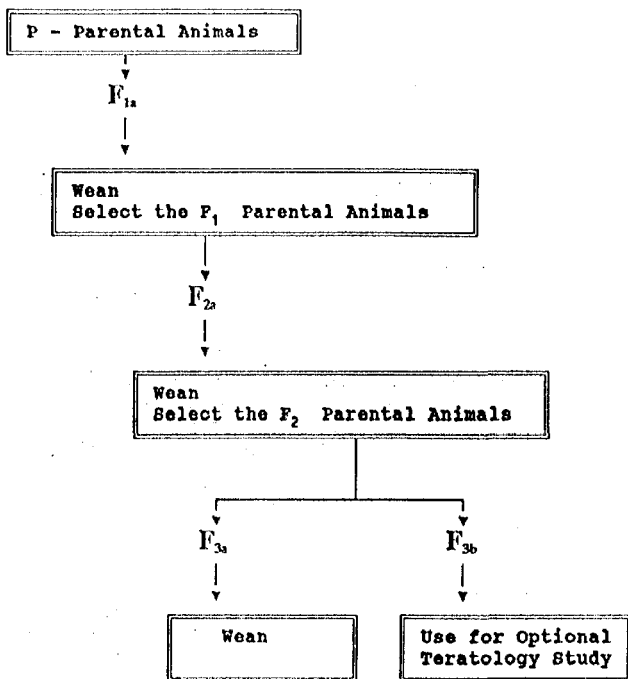 P - Parental Animals
F1a
Wean
Select the F1 Parental Animals
F2a
Wean
Select the F2 Parental Animals
F3a
F3b
Wean
Use for Optional
Teratology Study